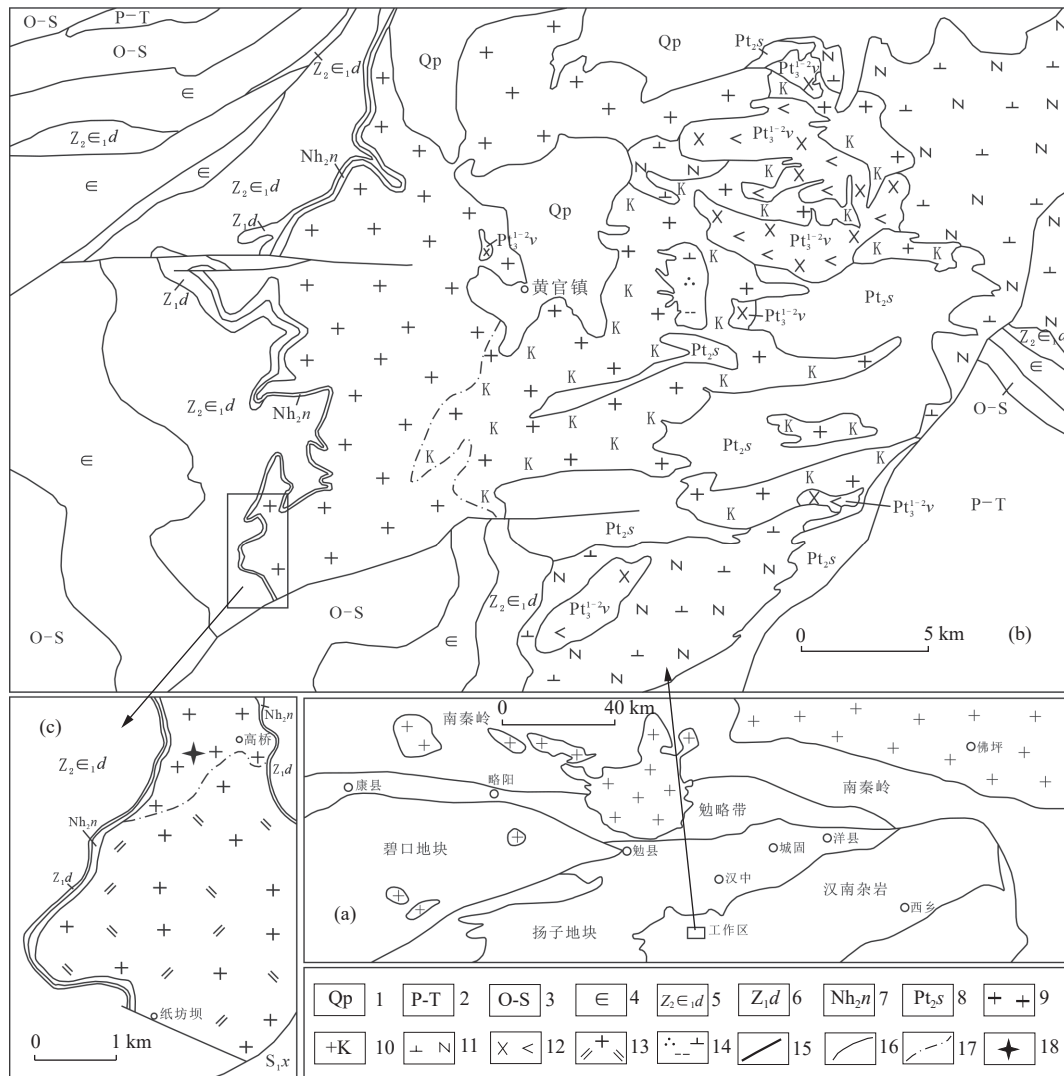 O-S
P-T
O-S
∈
Z₂∈₁d
∈
∈
Z₂∈₁d
Qp
Qp
Pt₂s
Pt₃¹⁻²v
K
Pt₃¹⁻²v
Nh₂n
Z₂∈₁d
Z₁d
Qp
Pt₃¹⁻²v
黄官镇
Pt₃¹⁻²v
Pt₃¹⁻²v
Z₁d
Pt₂s
Pt₂s
Z₂∈₁d
O-S
Z₂∈₁d
Nh₂n
∈
Pt₂s
Pt₃¹⁻²v
P-T
Pt₂s
Pt₂s
O-S
O-S
∈
Z₂∈₁d
Pt₃¹⁻²v
0 5 km
(b)
(c)
Nh₂n
高桥
Z₂∈₁d
Z₁d
Nh₂n
Z₁d
纸坊坝
0 1 km
S₁x
0 40 km
南秦岭
佛坪
康县
略阳
南秦岭
勉略带
碧口地块
勉县
城固
洋县
汉中
汉南杂岩
西乡
(a)
扬子地块
工作区
Qp 1 P-T 2 O-S 3 ∈ 4 Z₂∈₁d 5 Z₁d 6 Nh₂n 7 Pt₂s 8 + + 9
+K 10 ⊥ N 11 × < 12 13 14 15 16 17 18